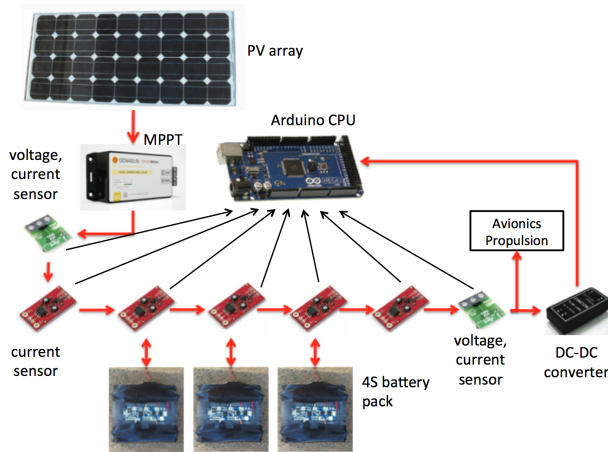 PV array
MPPT
Arduino CPU
voltage,
current
sensor
GENASUN
Avionics
Propulsion
current
sensor
4S battery
pack
voltage,
current
sensor
DC-DC
converter